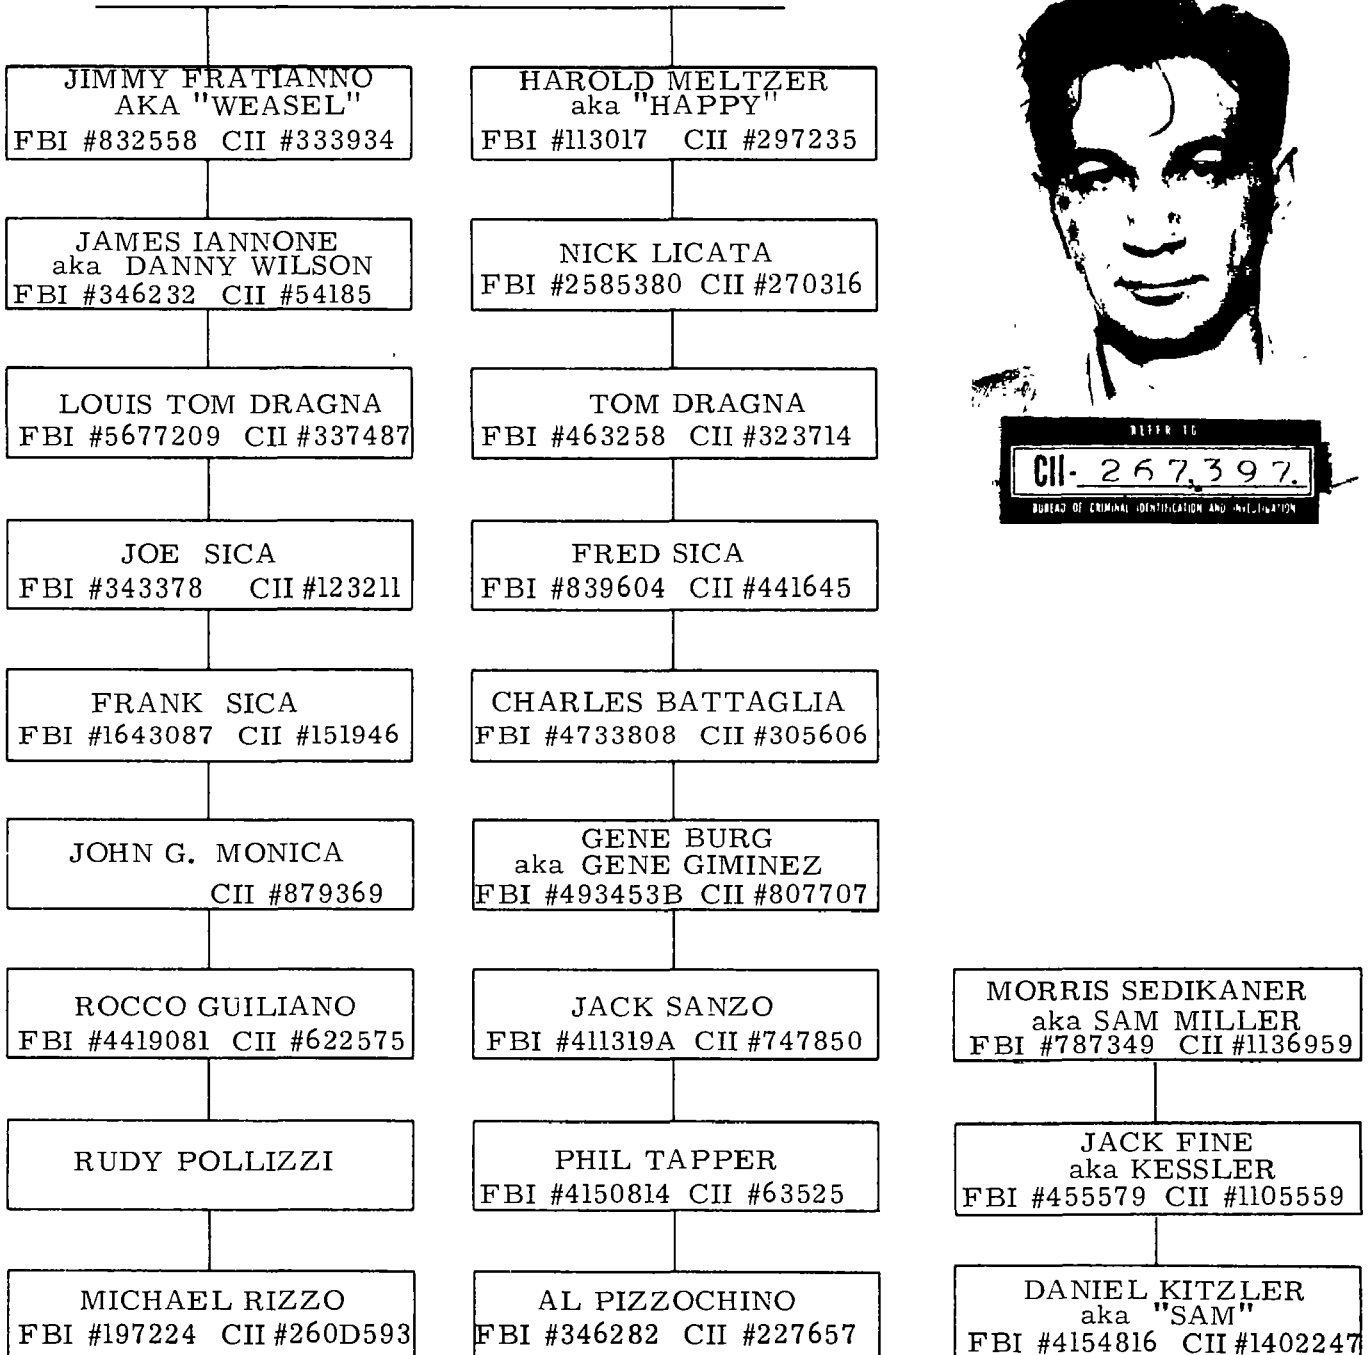 JIMMY FRATIANNO
AKA "WEASEL"
FBI #832558 CII #333934
JAMES IANNONE
aka DANNY WILSON
FBI #346232 CII #54185
LOUIS TOM DRAGNA
FBI #5677209 CII #337487
JOE SICA
FBI #343378 CII #123211
FRANK SICA
FBI #1643087 CII #151946
JOHN G. MONICA
CII #879369
ROCCO GUILIANO
FBI #4419081 CII #622575
RUDY POLLIZZI
MICHAEL RIZZO
FBI #197224 CII #260D593
HAROLD MELTZER
aka "HAPPY"
FBI #113017 CII #297235
NICK LICATA
FBI #2585380 CII #270316
TOM DRAGNA
FBI #463258 CII #323714
FRED SICA
FBI #839604 CII #441645
CHARLES BATTAGLIA
FBI #4733808 CII #305606
GENE BURG
aka GENE GIMINEZ
FBI #493453B CII #807707
JACK SANZO
FBI #411319A CII #747850
PHIL TAPPER
FBI #4150814 CII #63525
AL PIZZOCHINO
FBI #346282 CII #227657
REFER TO
CII- 267,397.
BUREAU OF CRIMINAL IDENTIFICATION AND INVESTIGATION
MORRIS SEDIKANER
aka SAM MILLER
FBI #787349 CII #1136959
JACK FINE
aka KESSLER
FBI #455579 CII #1105559
DANIEL KITZLER
aka "SAM"
FBI #4154816 CII #1402247